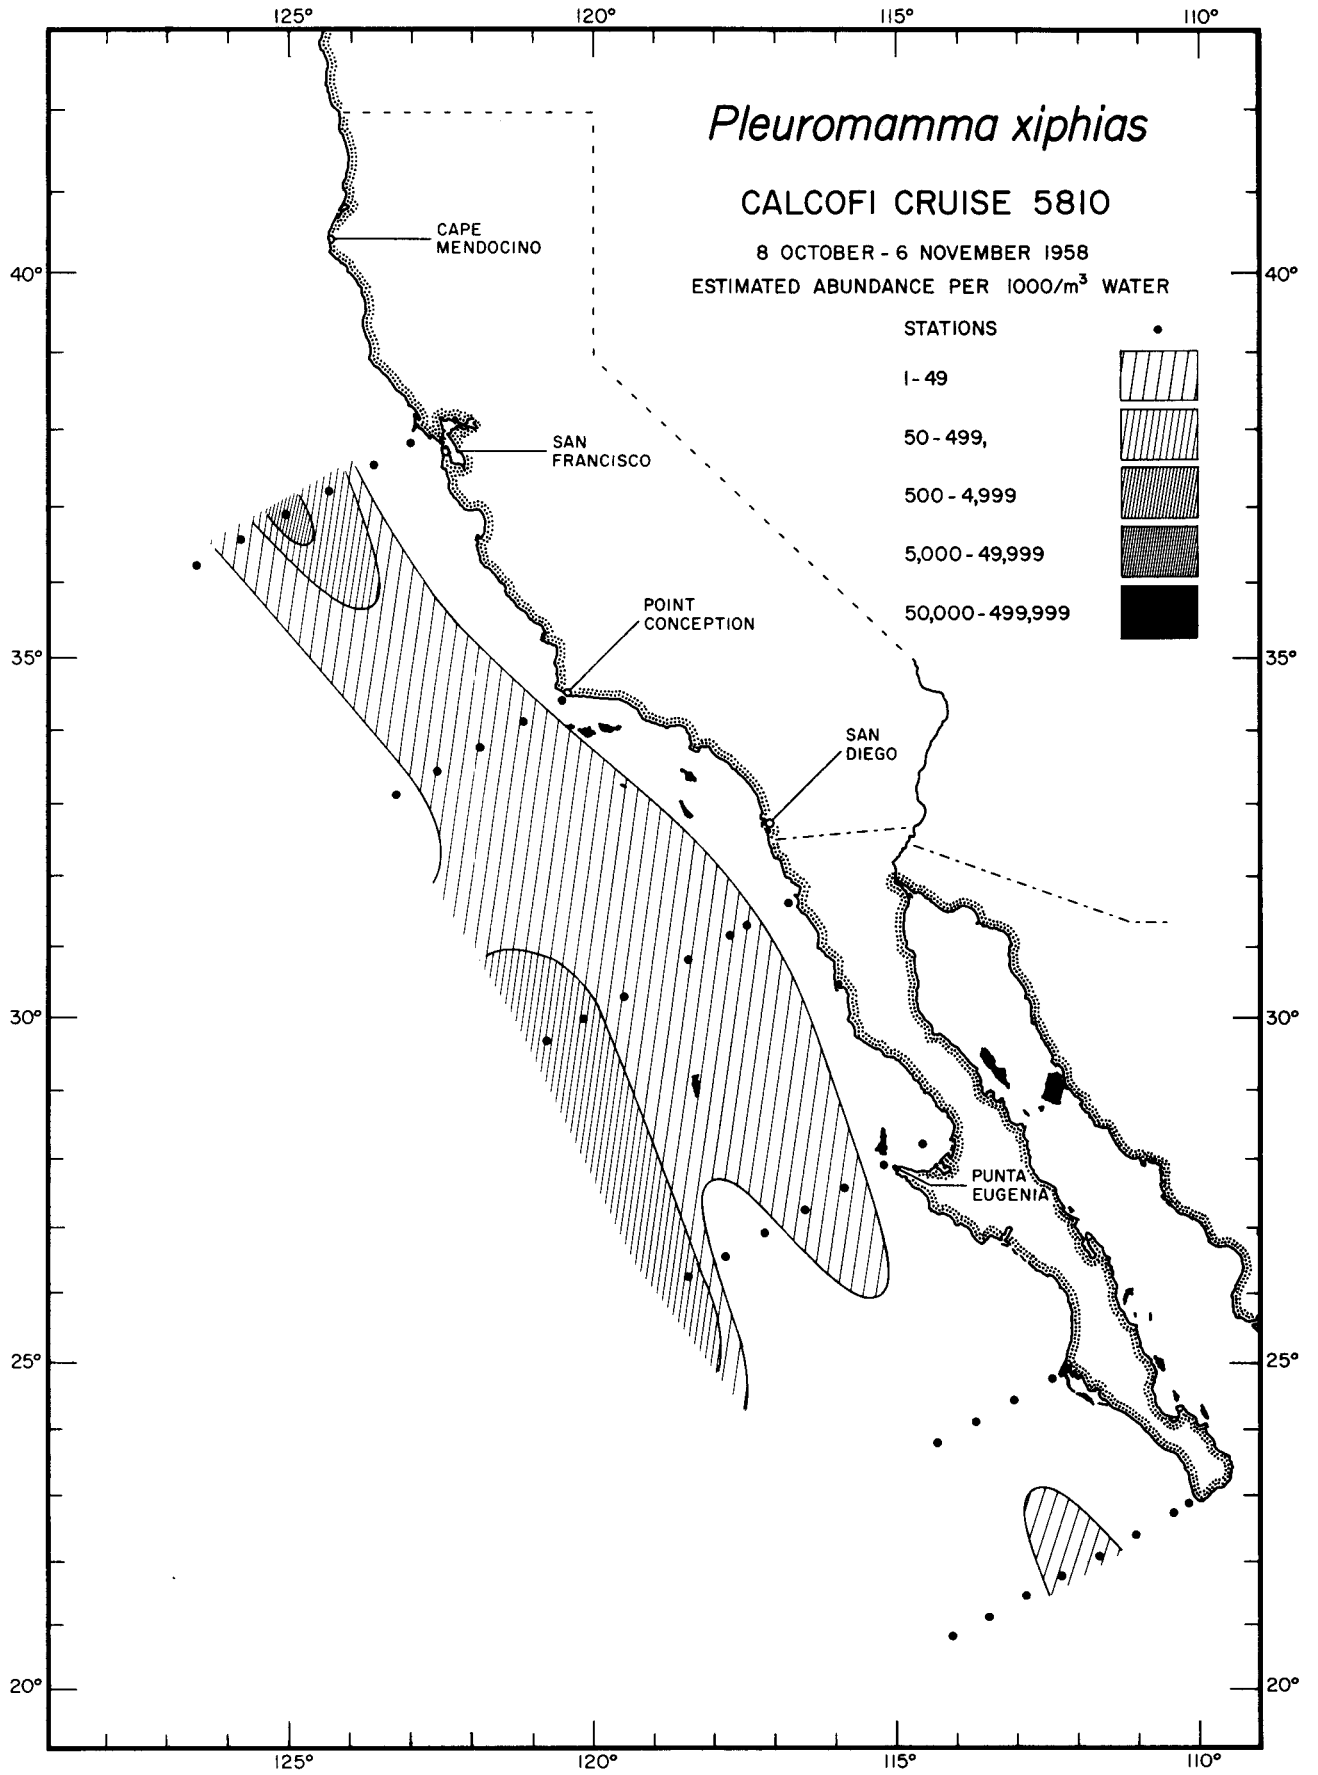 125° 120° 115° 110°
Pleuromamma xiphias
CALCOFI CRUISE 5810
8 OCTOBER - 6 NOVEMBER 1958
ESTIMATED ABUNDANCE PER 1000/m³ WATER
STATIONS
1-49
50-499,
500-4,999
5,000-49,999
50,000-499,999
CAPE
MENDOCINO
40° 40°
SAN
FRANCISCO
POINT
CONCEPTION
35° 35°
SAN
DIEGO
30° 30°
PUNTA
EUGENIA
25° 25°
20° 20°
125° 120° 115° 110°